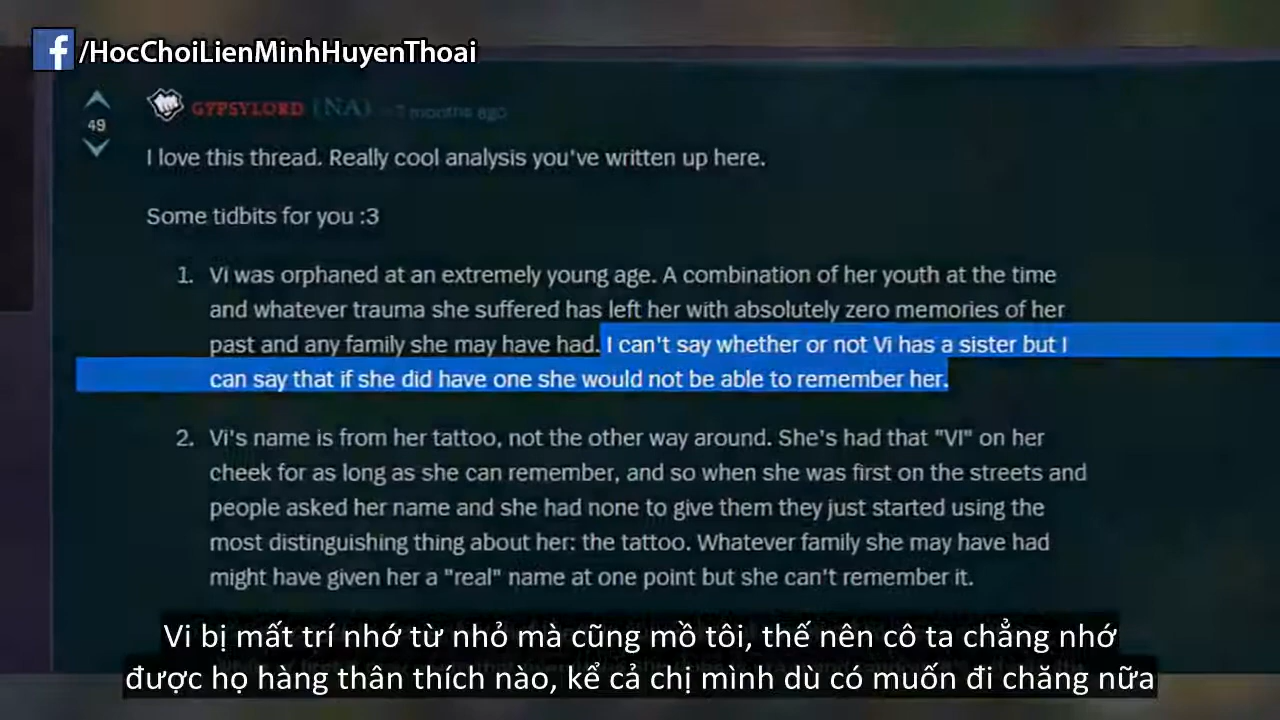 f /HocChoiLienMinhHuyenThoai
GYPSYLORD (NA) - 7 months ago
49
I love this thread. Really cool analysis you've written up here.
Some tidbits for you :3
1. Vi was orphaned at an extremely young age. A combination of her youth at the time
and whatever trauma she suffered has left her with absolutely zero memories of her
past and any family she may have had. I can't say whether or not Vi has a sister but I
can say that if she did have one she would not be able to remember her.
2. Vi's name is from her tattoo, not the other way around. She's had that "VI" on her
cheek for as long as she can remember, and so when she was first on the streets and
people asked her name and she had none to give them they just started using the
most distinguishing thing about her: the tattoo. Whatever family she may have had
might have given her a "real" name at one point but she can't remember it.
Vi bị mất trí nhớ từ nhỏ mà cũng mồ tôi, thế nên cô ta chẳng nhớ
được họ hàng thân thích nào, kể cả chị mình dù có muốn đi chăng nữa